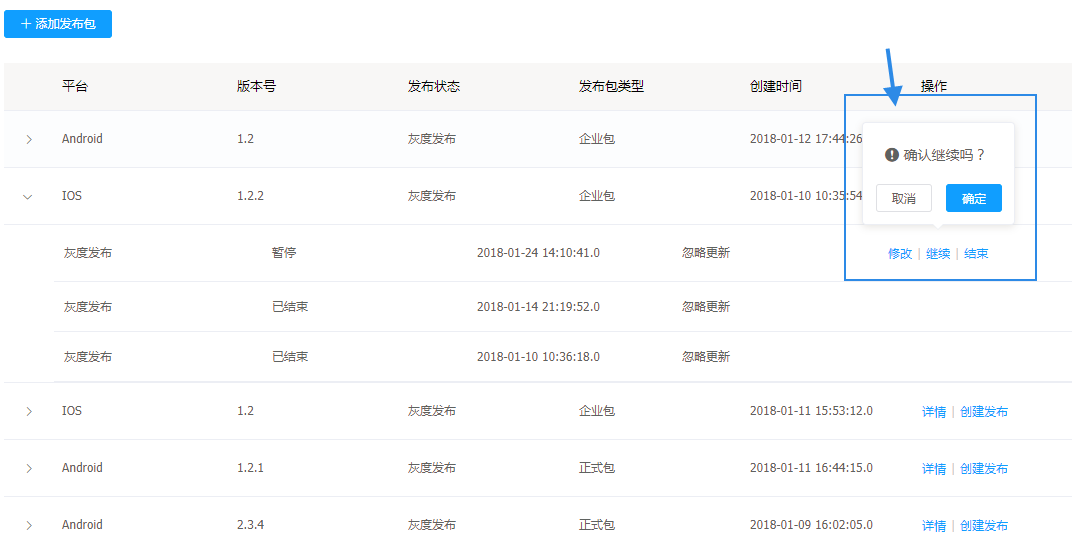 + 添加发布包
平台 版本号 发布状态 发布包类型 创建时间 操作
Android 1.2 灰度发布 企业包 2018-01-12 17:44:26
确认继续吗？
IOS 1.2.2 灰度发布 企业包 2018-01-10 10:35:54 取消 确定
灰度发布 暂停 2018-01-24 14:10:41.0 忽略更新 修改 | 继续 | 结束
灰度发布 已结束 2018-01-14 21:19:52.0 忽略更新
灰度发布 已结束 2018-01-10 10:36:18.0 忽略更新
IOS 1.2 灰度发布 企业包 2018-01-11 15:53:12.0 详情 | 创建发布
Android 1.2.1 灰度发布 正式包 2018-01-11 16:44:15.0 详情 | 创建发布
Android 2.3.4 灰度发布 正式包 2018-01-09 16:02:05.0 详情 | 创建发布